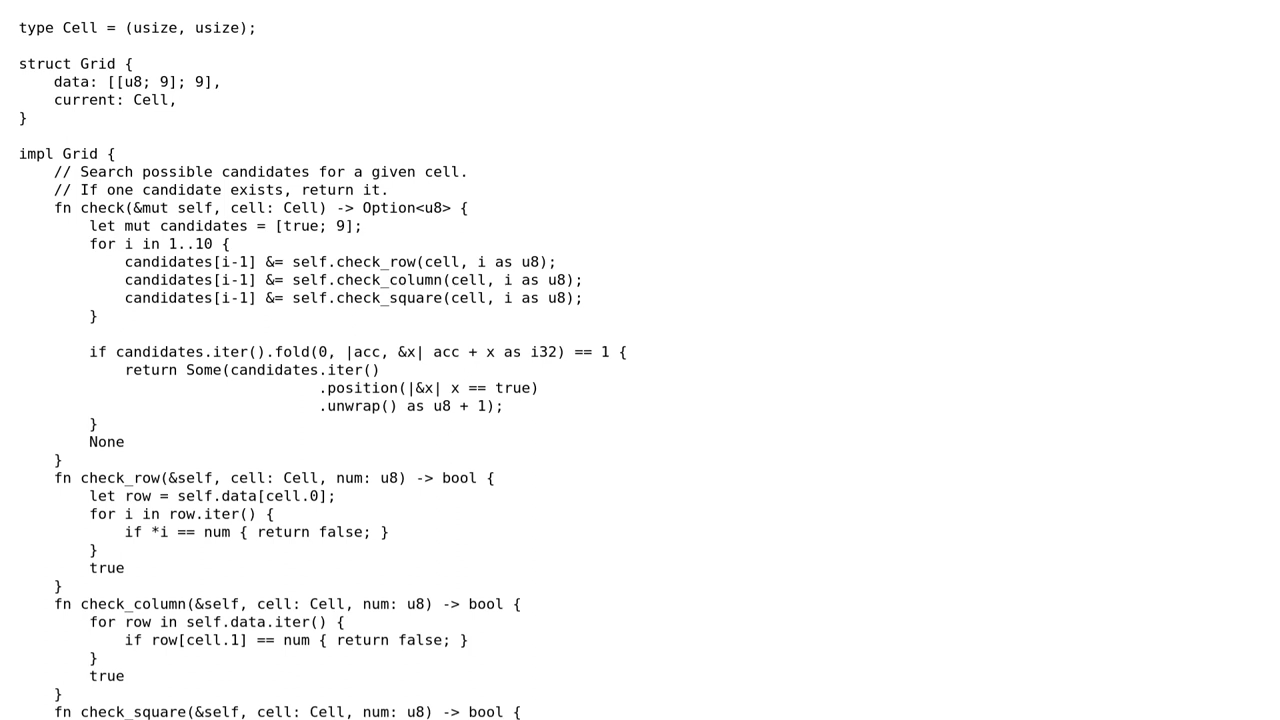 type Cell = (usize, usize);

struct Grid {
    data: [[u8; 9]; 9],
    current: Cell,
}

impl Grid {
    // Search possible candidates for a given cell.
    // If one candidate exists, return it.
    fn check(&mut self, cell: Cell) -> Option<u8> {
        let mut candidates = [true; 9];
        for i in 1..10 {
            candidates[i-1] &= self.check_row(cell, i as u8);
            candidates[i-1] &= self.check_column(cell, i as u8);
            candidates[i-1] &= self.check_square(cell, i as u8);
        }

        if candidates.iter().fold(0, |acc, &x| acc + x as i32) == 1 {
            return Some(candidates.iter()
                                  .position(|&x| x == true)
                                  .unwrap() as u8 + 1);
        }
        None
    }
    fn check_row(&self, cell: Cell, num: u8) -> bool {
        let row = self.data[cell.0];
        for i in row.iter() {
            if *i == num { return false; }
        }
        true
    }
    fn check_column(&self, cell: Cell, num: u8) -> bool {
        for row in self.data.iter() {
            if row[cell.1] == num { return false; }
        }
        true
    }
    fn check_square(&self, cell: Cell, num: u8) -> bool {